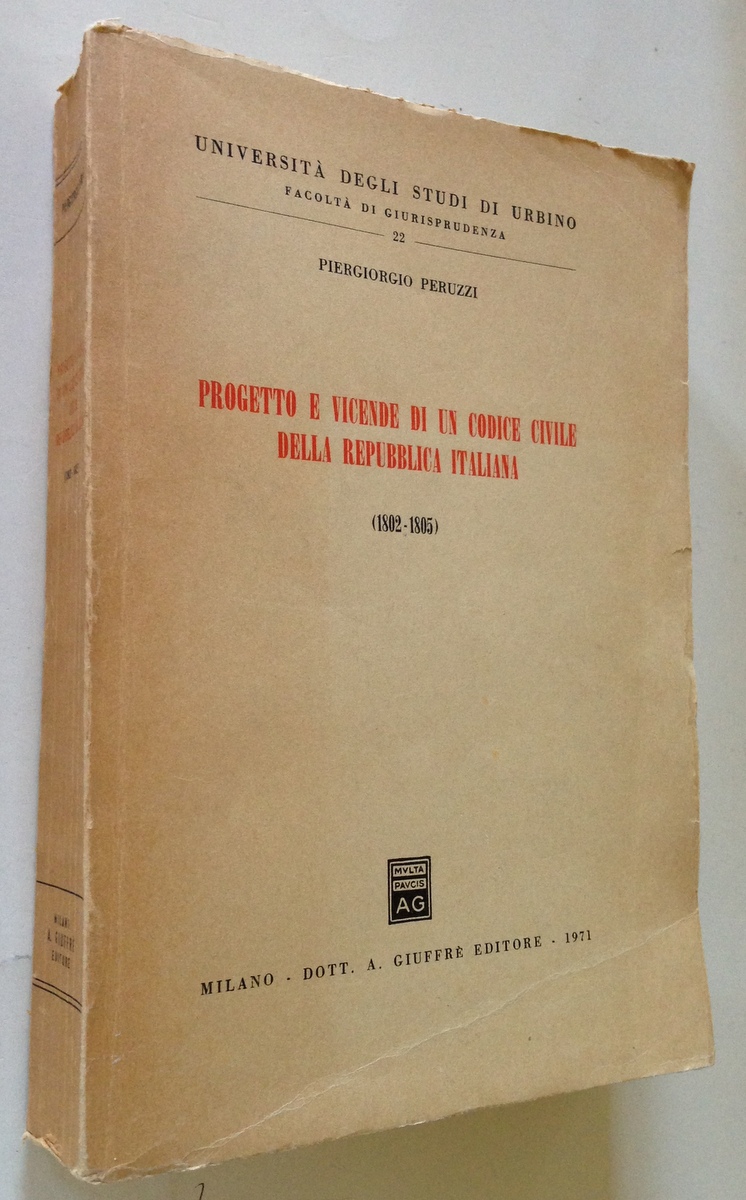 UNIVERSITÀ DEGLI STUDI DI URBINO
FACOLTÀ DI GIURISPRUDENZA
22
PIERGIORGIO PERUZZI
PROGETTO E VICENDE DI UN CODICE CIVILE
DELLA REPUBBLICA ITALIANA
(1802-1805)
MVLTA
PAVCIS
AG
MILANO - DOTT. A. GIUFFRÈ EDITORE - 1971
MILANO
A. GIUFFRÈ
EDITORE